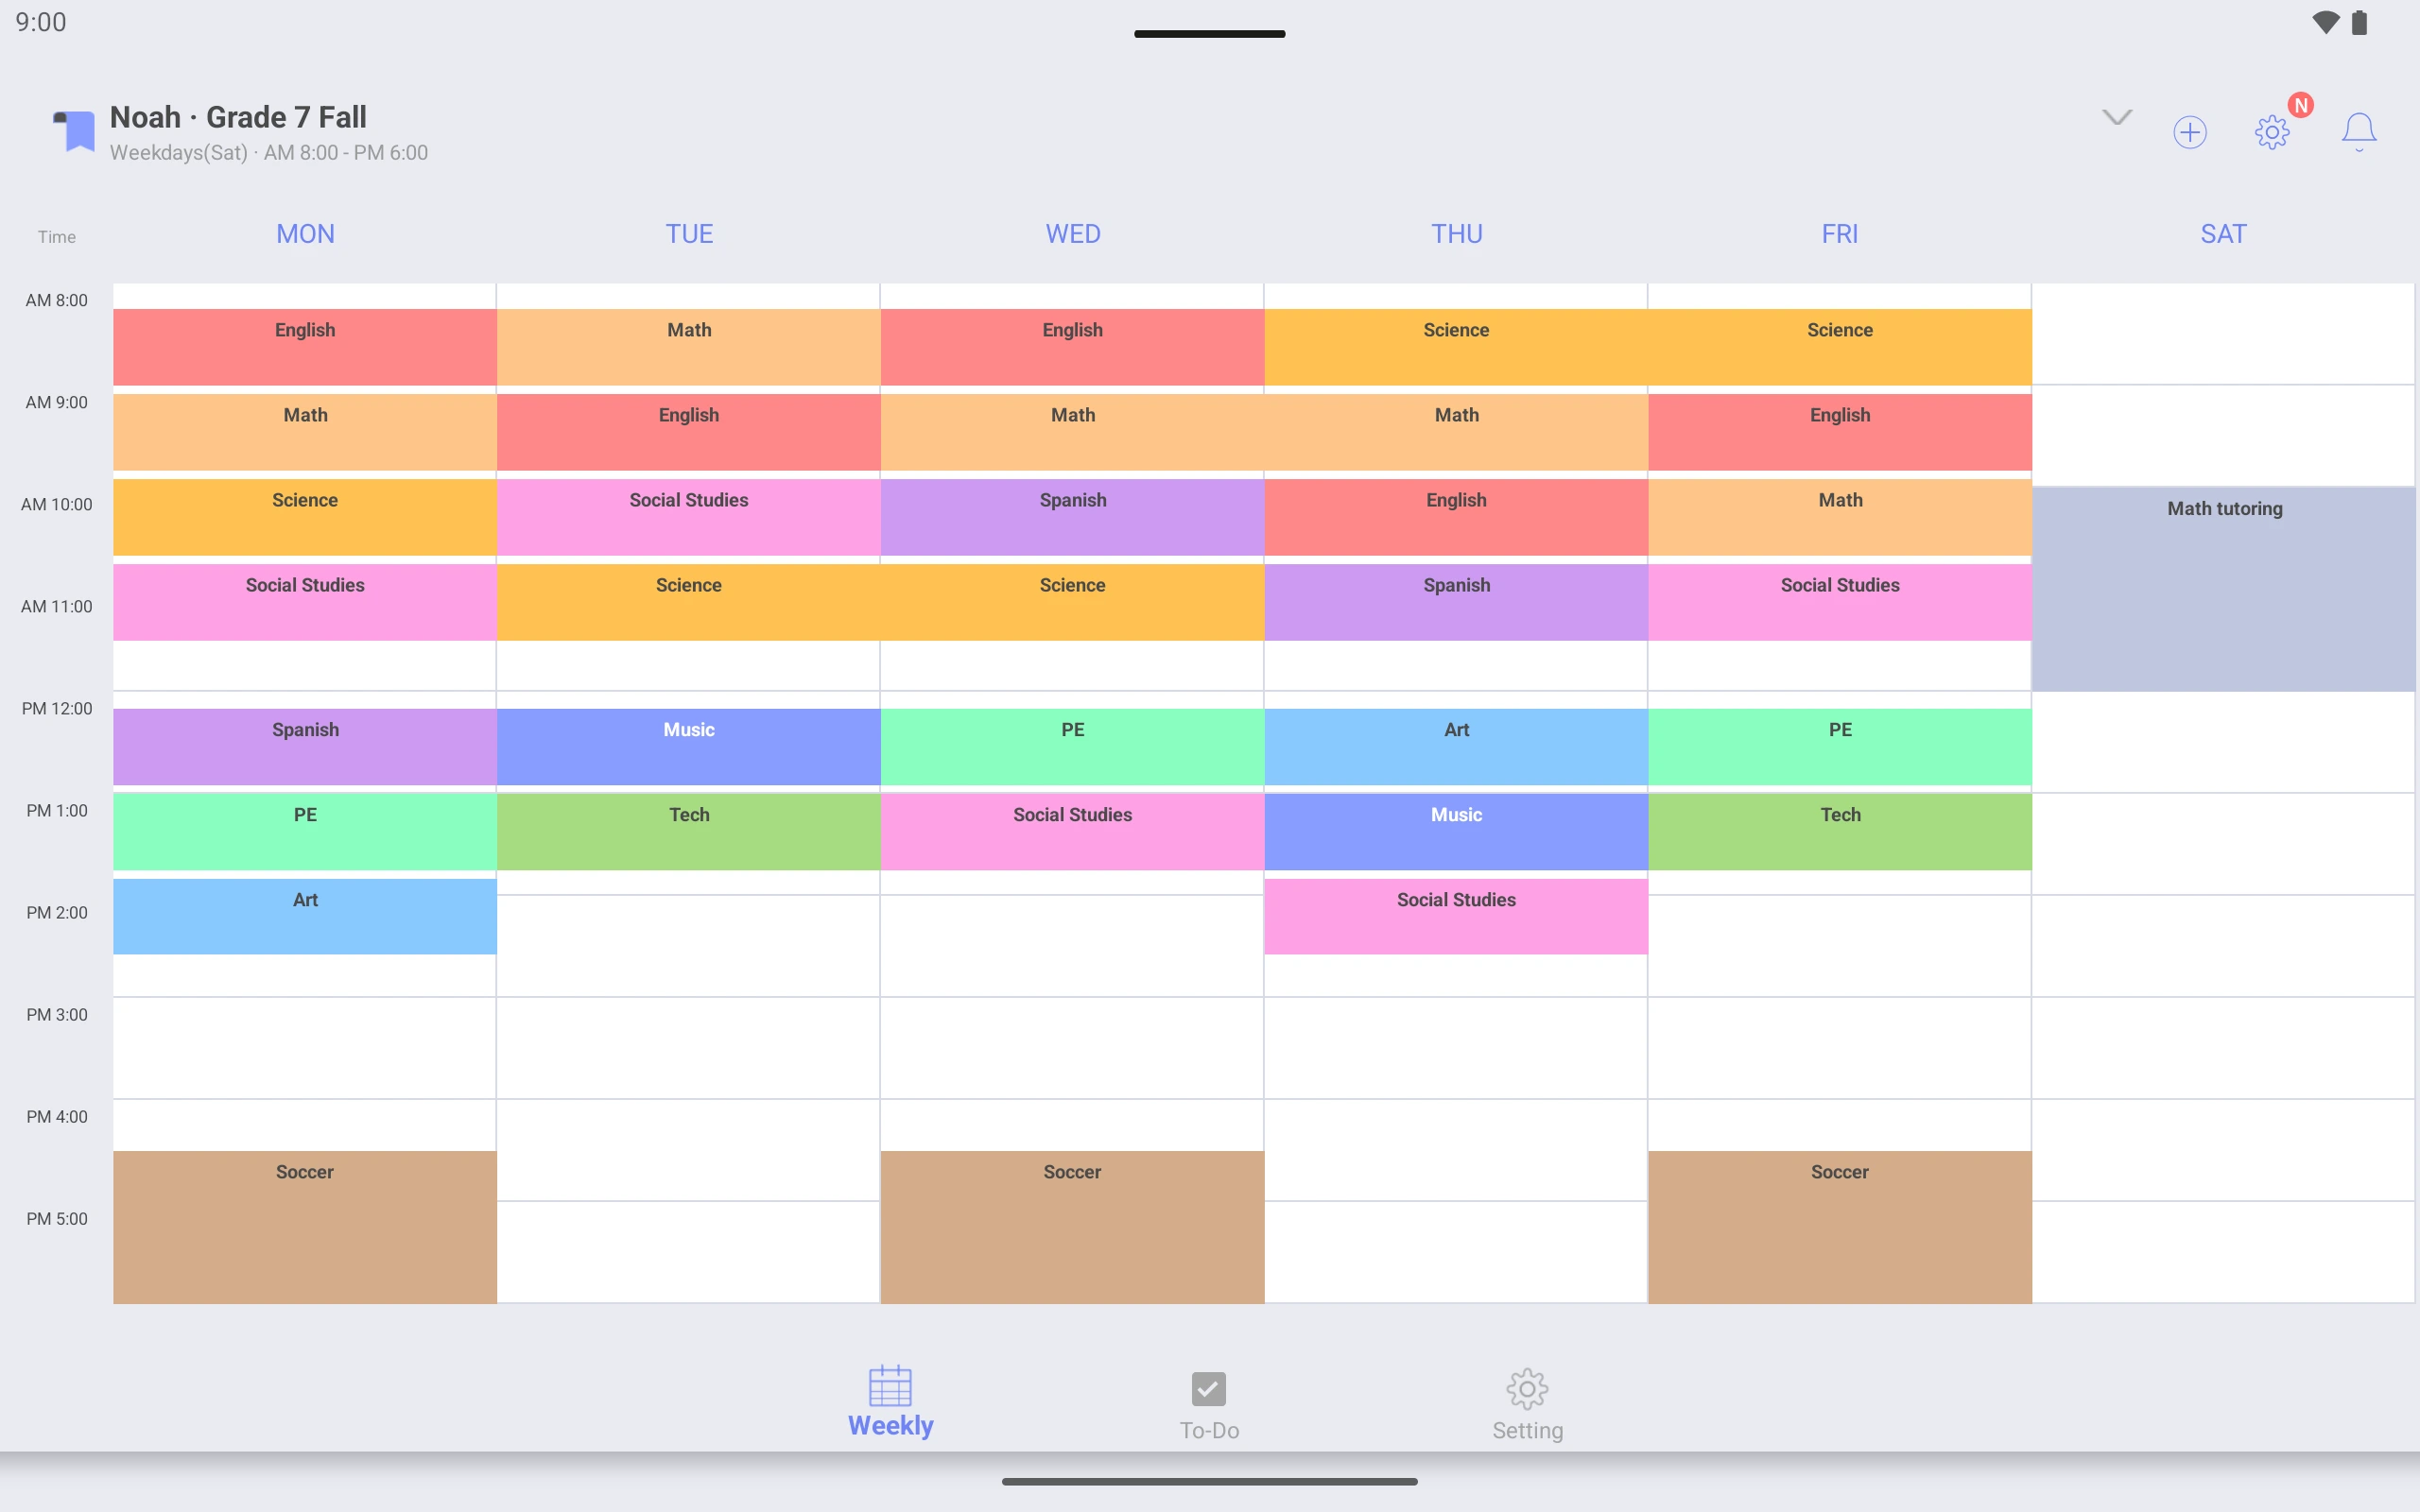 9:00
Noah · Grade 7 Fall
N
Weekdays(Sat) · AM 8:00 - PM 6:00
Time MON TUE WED THU FRI SAT
AM 8:00
English Math English Science Science
AM 9:00
Math English Math Math English
AM 10:00
Science Social Studies Spanish English Math Math tutoring
Social Studies Science Science Spanish Social Studies
AM 11:00
PM 12:00
Spanish Music PE Art PE
PM 1:00
PE Tech Social Studies Music Tech
Art Social Studies
PM 2:00
PM 3:00
PM 4:00
Soccer Soccer Soccer
PM 5:00
Weekly To-Do Setting